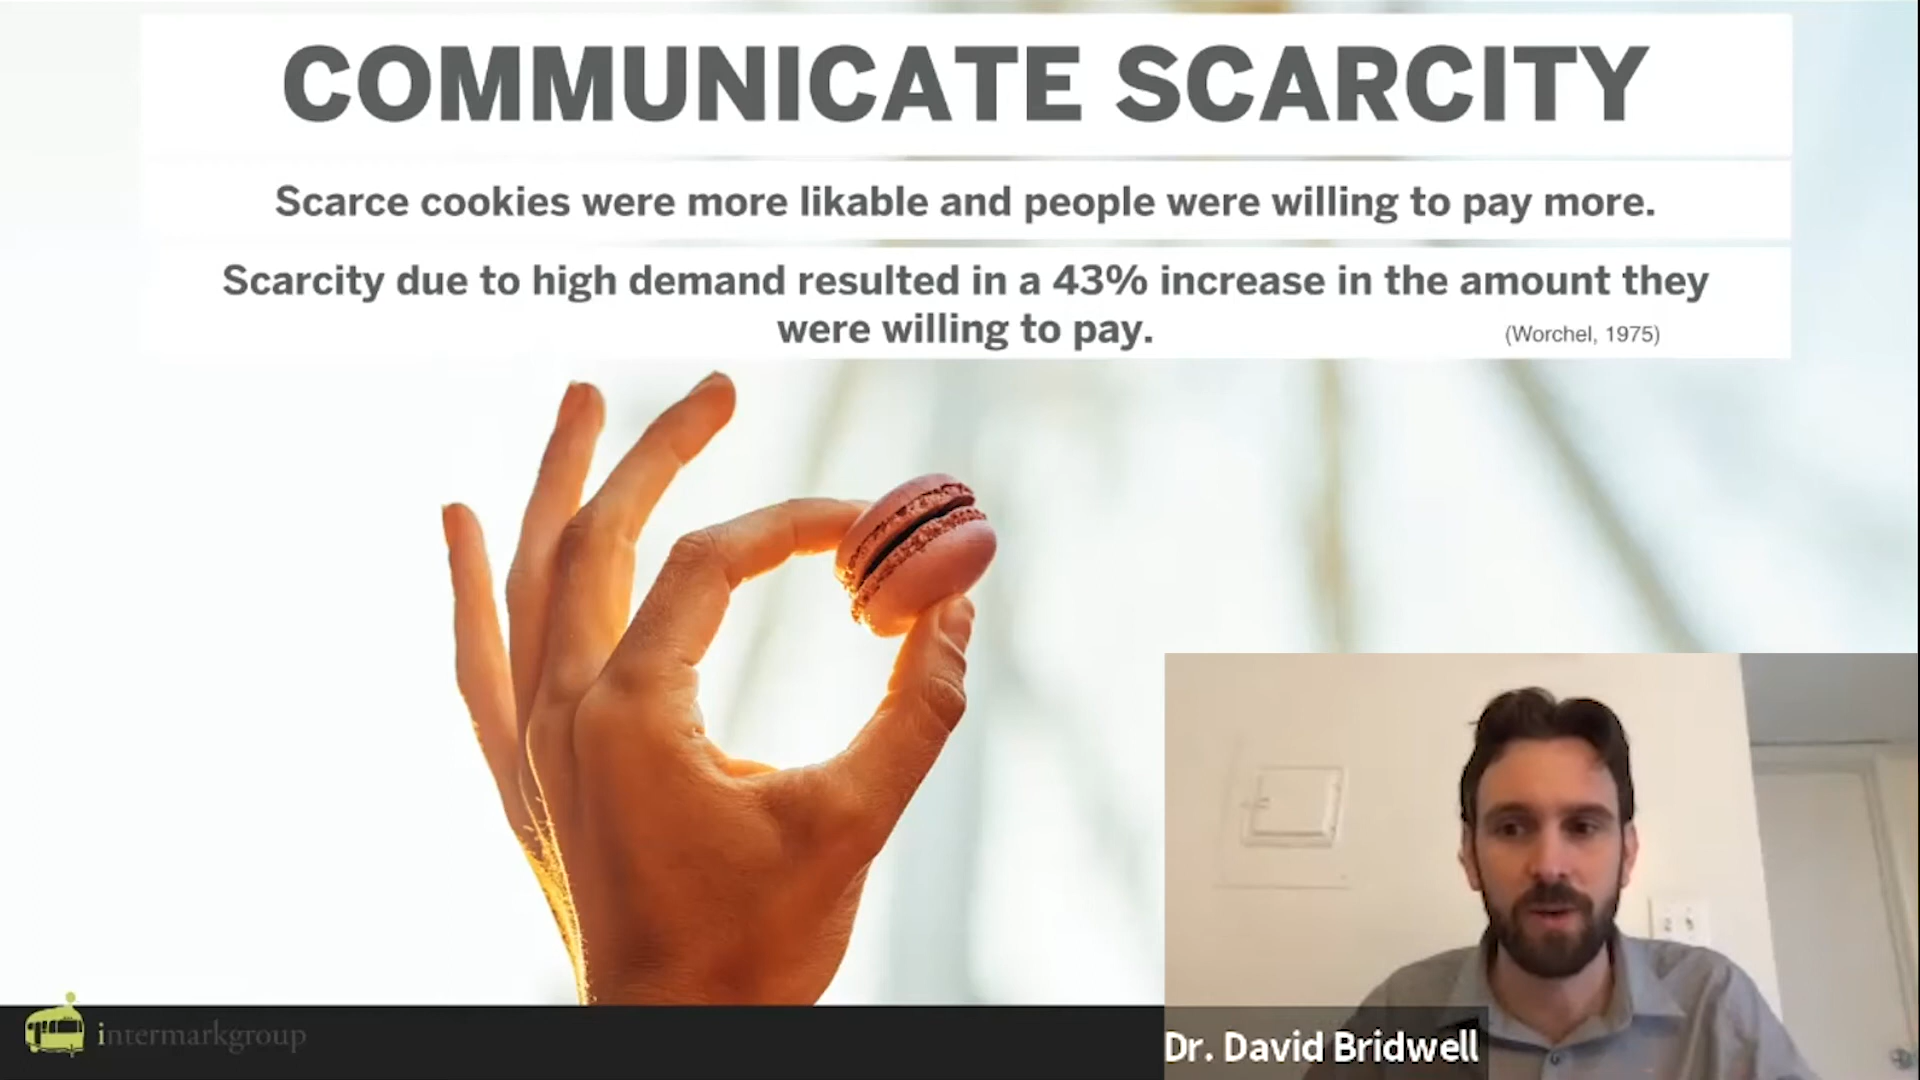 COMMUNICATE SCARCITY
Scarce cookies were more likable and people were willing to pay more.
Scarcity due to high demand resulted in a 43% increase in the amount they
were willing to pay.
(Worchel, 1975)
intermarkgroup
Dr. David Bridwell